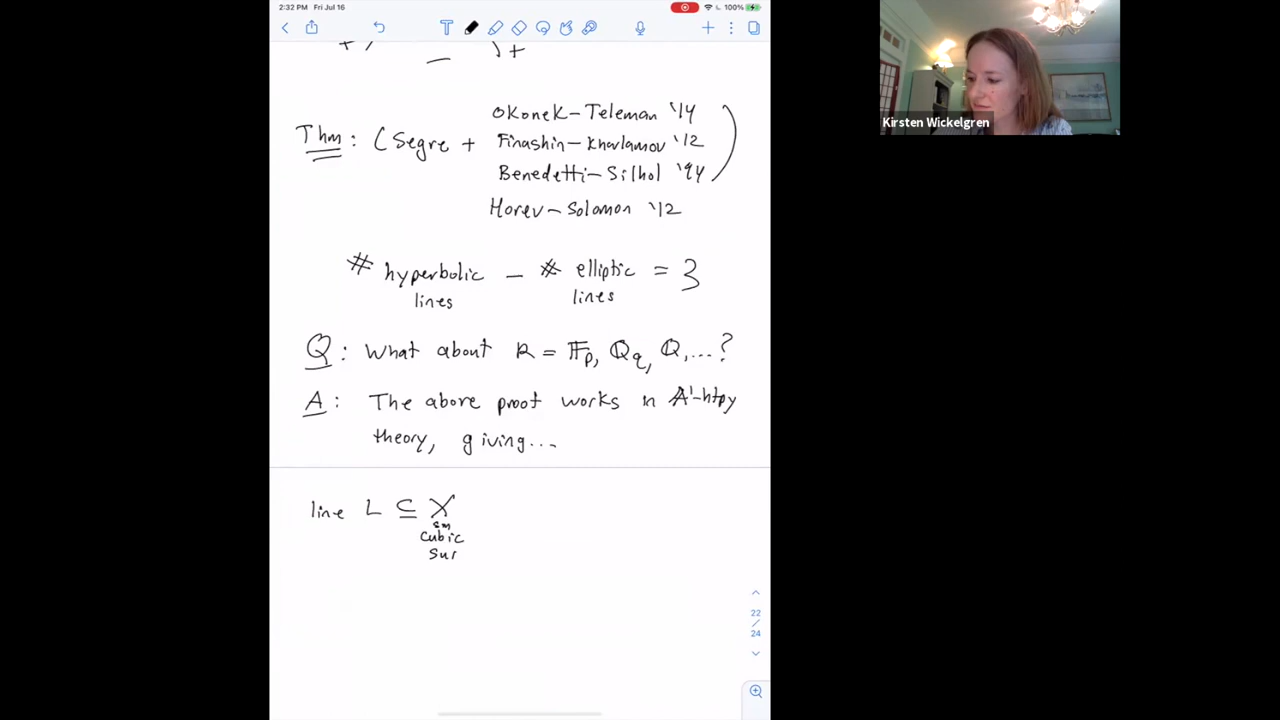 2:32 PM Fri Jul 16
100%
Okonek-Teleman '14
Thm: (Segre + Finashin-Kharlamov '12
Benedetti-Silhol '94)
Horev-Solomon '12
# hyperbolic lines - # elliptic lines = 3
Q: What about k = 𝔽p, ℚq, ℚ,...?
A: The above proof works in A¹-htpy
theory, giving...
line L ⊆ X
sm
cubic
sur
22
/
24
Kirsten Wickelgren